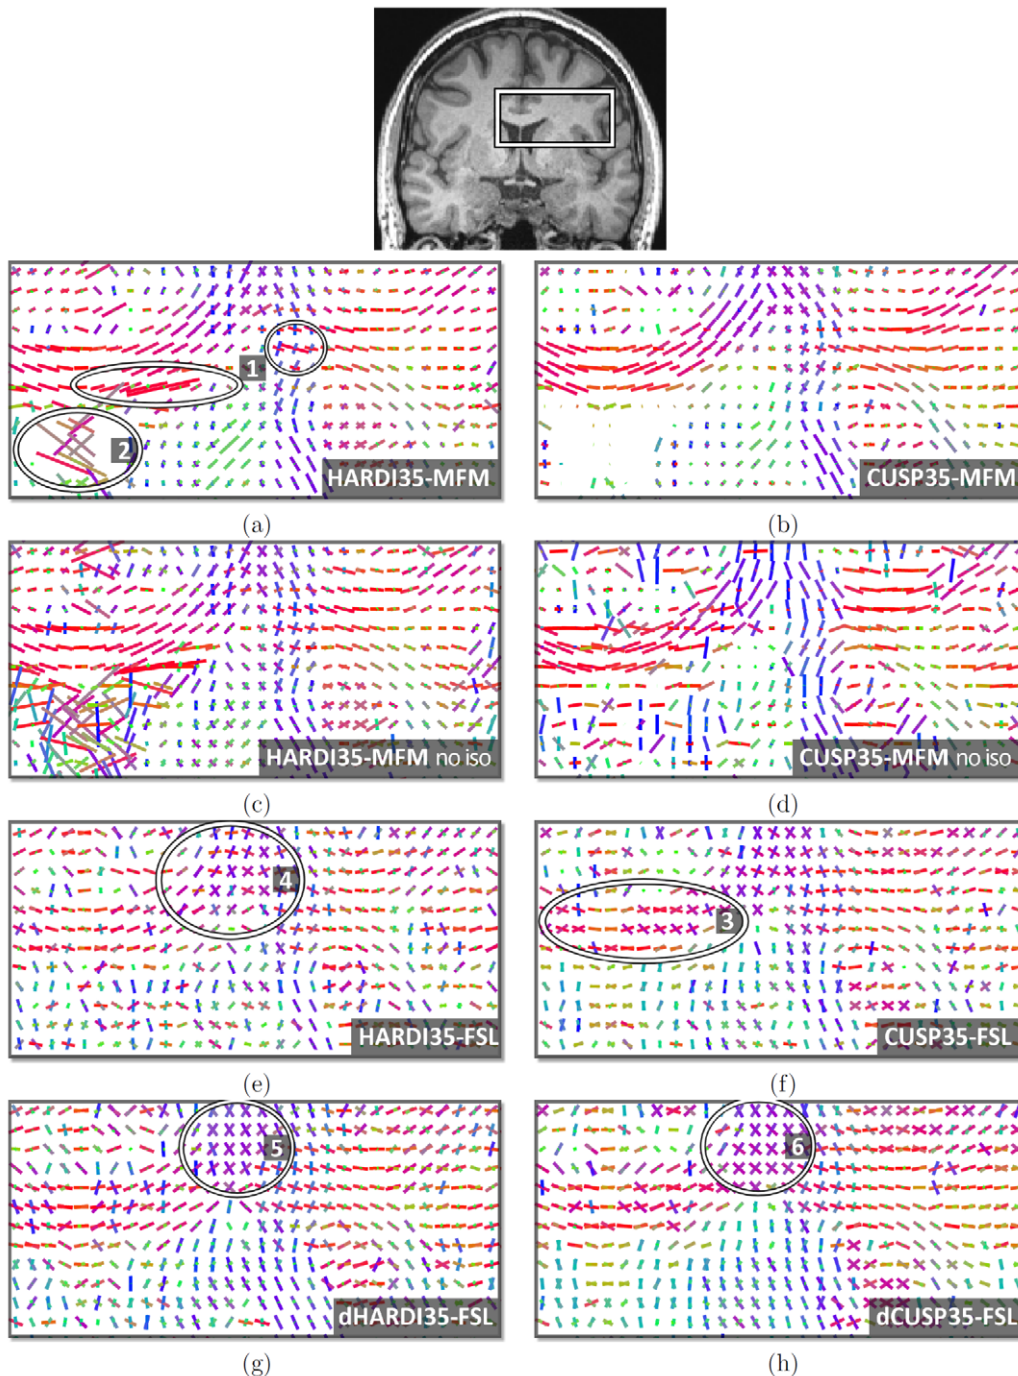 1
2
HARDI35-MFM
CUSP35-MFM
(a)
(b)
HARDI35-MFM no iso
CUSP35-MFM no iso
(c)
(d)
4
3
HARDI35-FSL
CUSP35-FSL
(e)
(f)
5
6
dHARDI35-FSL
dCUSP35-FSL
(g)
(h)